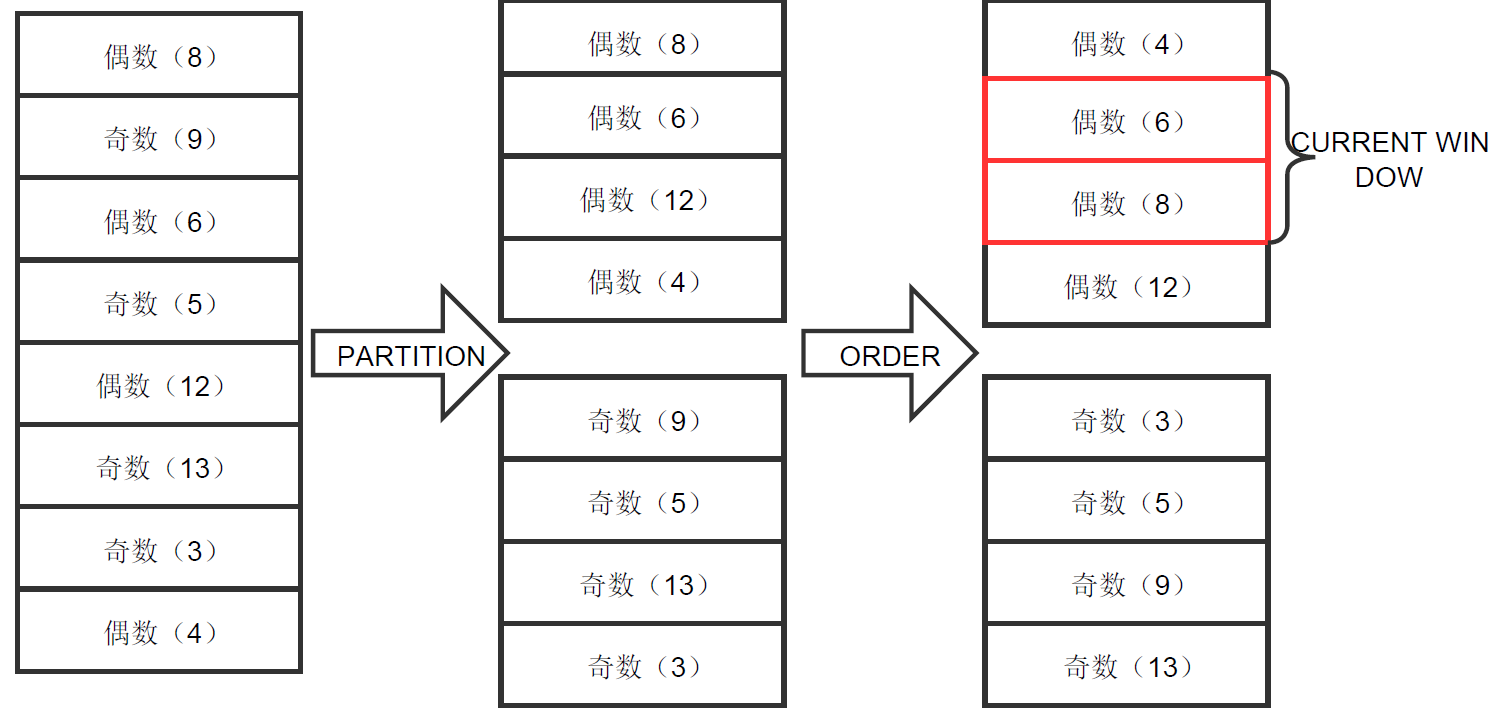 偶数（8）
奇数（9）
偶数（6）
奇数（5）
偶数（12）
奇数（13）
奇数（3）
偶数（4）
PARTITION
偶数（8）
偶数（6）
偶数（12）
偶数（4）
奇数（9）
奇数（5）
奇数（13）
奇数（3）
ORDER
偶数（4）
偶数（6）
偶数（8）
偶数（12）
CURRENT WIN
DOW
奇数（3）
奇数（5）
奇数（9）
奇数（13）